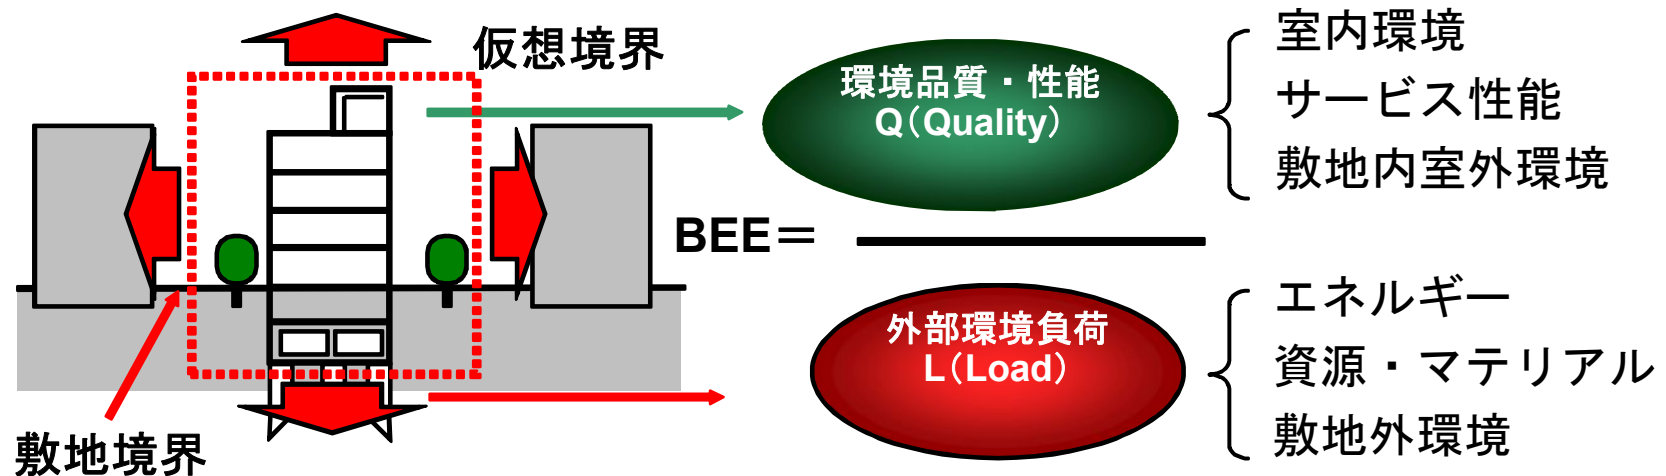 仮想境界
敷地境界
BEE＝
環境品質・性能
Q（Quality）
室内環境
サービス性能
敷地内室外環境
外部環境負荷
L（Load）
エネルギー
資源・マテリアル
敷地外環境